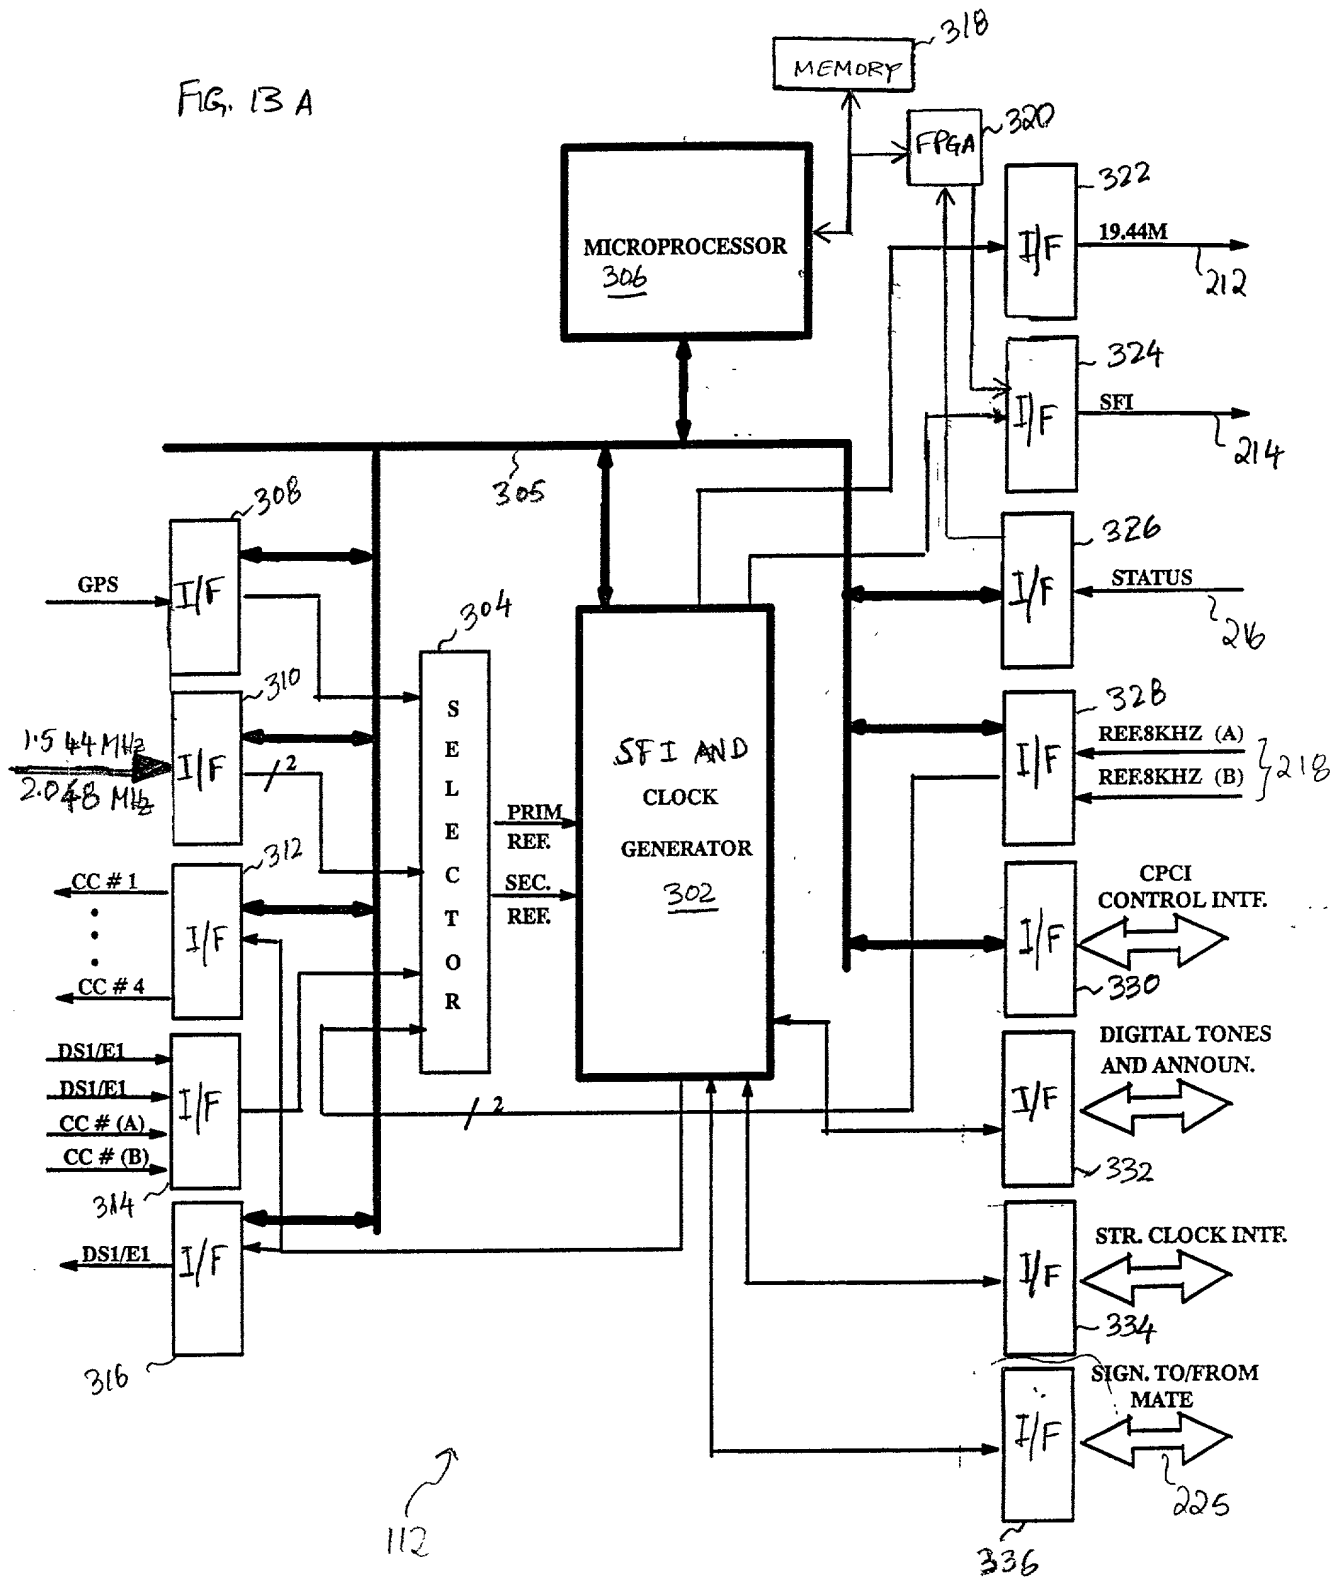 FIG. 13 A
MEMORY
318
FPGA
320
MICROPROCESSOR
306
I/F
322
19.44M
212
I/F
324
SFI
214
305
308
GPS
I/F
304
I/F
326
STATUS
216
310
1.544 MHz
2.048 MHz
I/F
2
SELECTOR
SFI AND
CLOCK
GENERATOR
302
PRIM
REF.
SEC.
REF.
I/F
328
REF.8KHZ (A)
REF.8KHZ (B)
218
312
CC # 1
CC # 4
I/F
I/F
CPCI
CONTROL INTF.
330
DS1/E1
DS1/E1
CC # (A)
CC # (B)
I/F
314
2
I/F
DIGITAL TONES
AND ANNOUN.
332
DS1/E1
I/F
316
I/F
STR. CLOCK INTF.
334
I/F
SIGN. TO/FROM
MATE
225
336
112